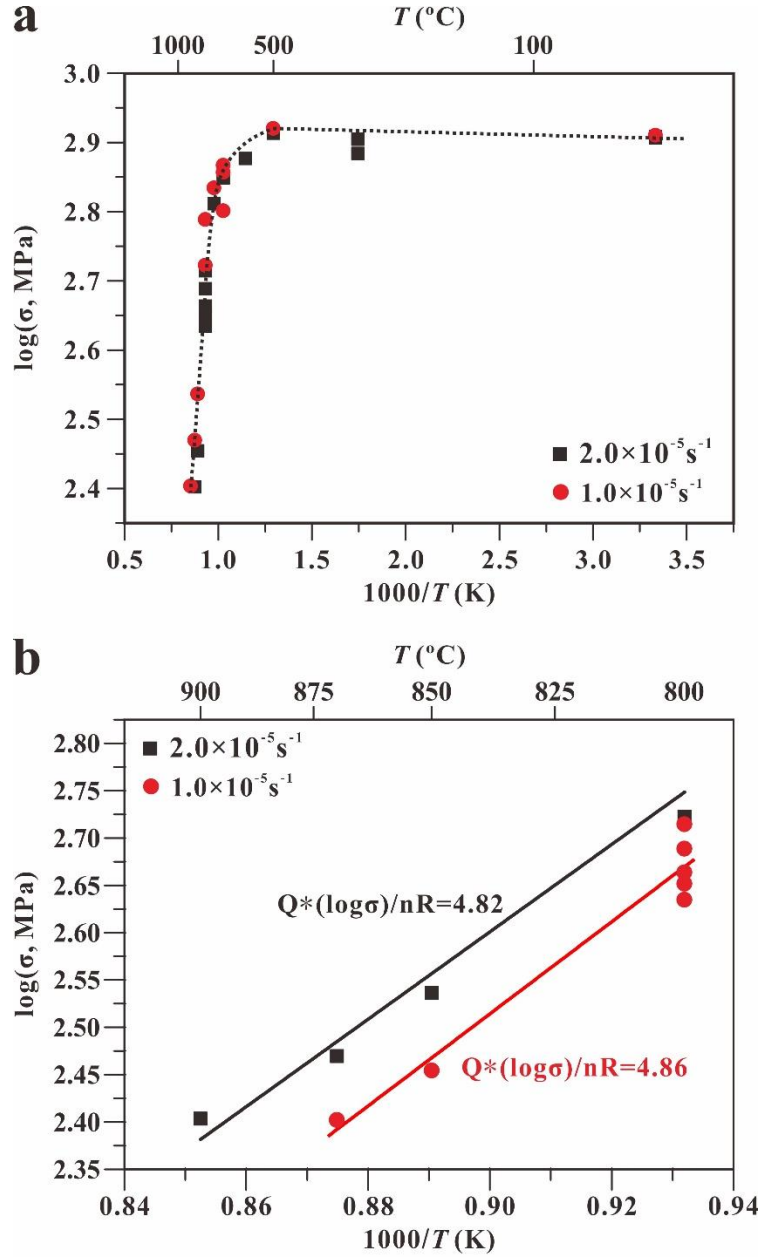 a
T (ºC)
1000 500 100
3.0
2.9
2.8
2.7
2.6
2.5
2.4
log(σ, MPa)
2.0×10⁻⁵s⁻¹
1.0×10⁻⁵s⁻¹
0.5 1.0 1.5 2.0 2.5 3.0 3.5
1000/T (K)
b
T (ºC)
900 875 850 825 800
2.80
2.75
2.70
2.65
2.60
2.55
2.50
2.45
2.40
2.35
log(σ, MPa)
2.0×10⁻⁵s⁻¹
1.0×10⁻⁵s⁻¹
Q*(logσ)/nR=4.82
Q*(logσ)/nR=4.86
0.84 0.86 0.88 0.90 0.92 0.94
1000/T (K)